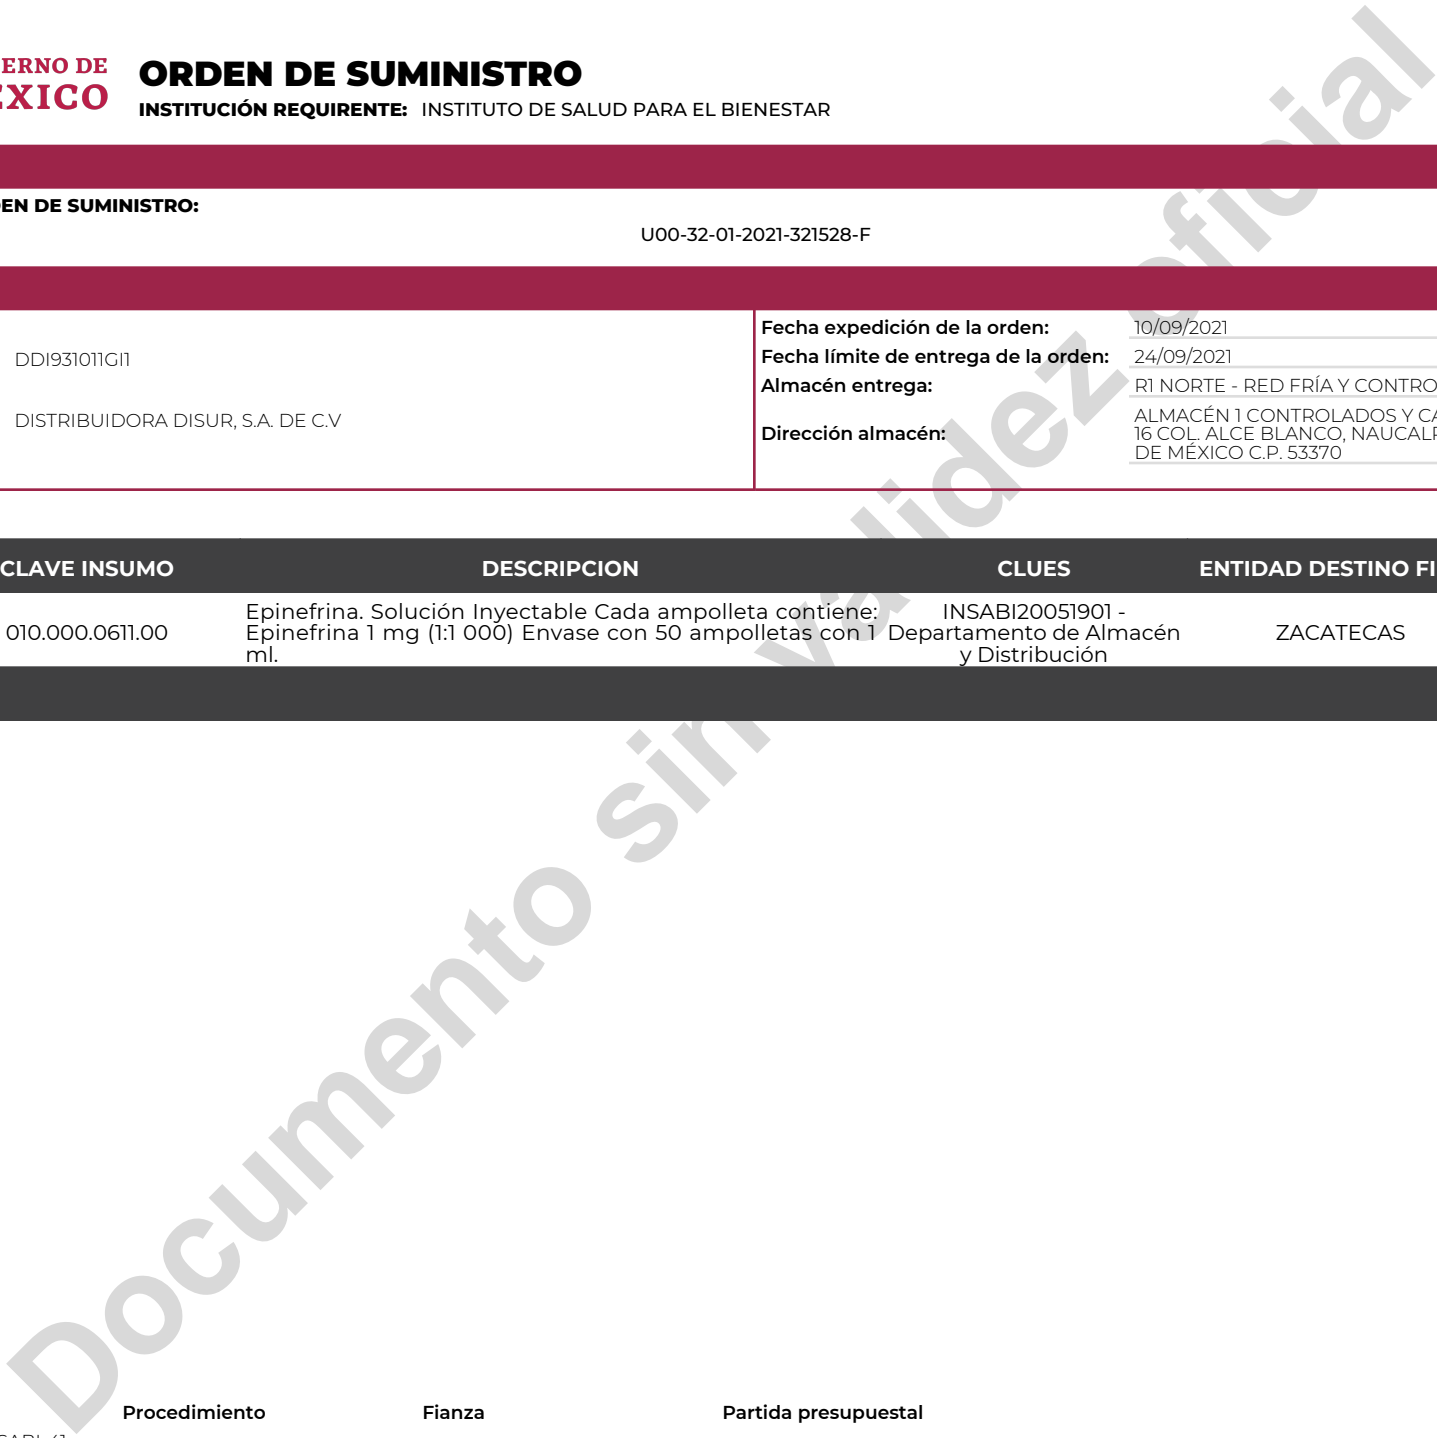 ERNO DE
ÉXICO
ORDEN DE SUMINISTRO
INSTITUCIÓN REQUIRENTE: INSTITUTO DE SALUD PARA EL BIENESTAR
EN DE SUMINISTRO:
U00-32-01-2021-321528-F
DDI931011GI1
DISTRIBUIDORA DISUR, S.A. DE C.V
Fecha expedición de la orden: 10/09/2021
Fecha límite de entrega de la orden: 24/09/2021
Almacén entrega: R1 NORTE - RED FRÍA Y CONTRO
Dirección almacén: ALMACÉN 1 CONTROLADOS Y CA
16 COL. ALCE BLANCO, NAUCALP
DE MÉXICO C.P. 53370
CLAVE INSUMO DESCRIPCION CLUES ENTIDAD DESTINO FI
010.000.0611.00
Epinefrina. Solución Inyectable Cada ampolleta contiene:
Epinefrina 1 mg (1:1 000) Envase con 50 ampolletas con 1
ml.
INSABI20051901 -
Departamento de Almacén
y Distribución
ZACATECAS
Documento sin validez oficial
Procedimiento Fianza Partida presupuestal